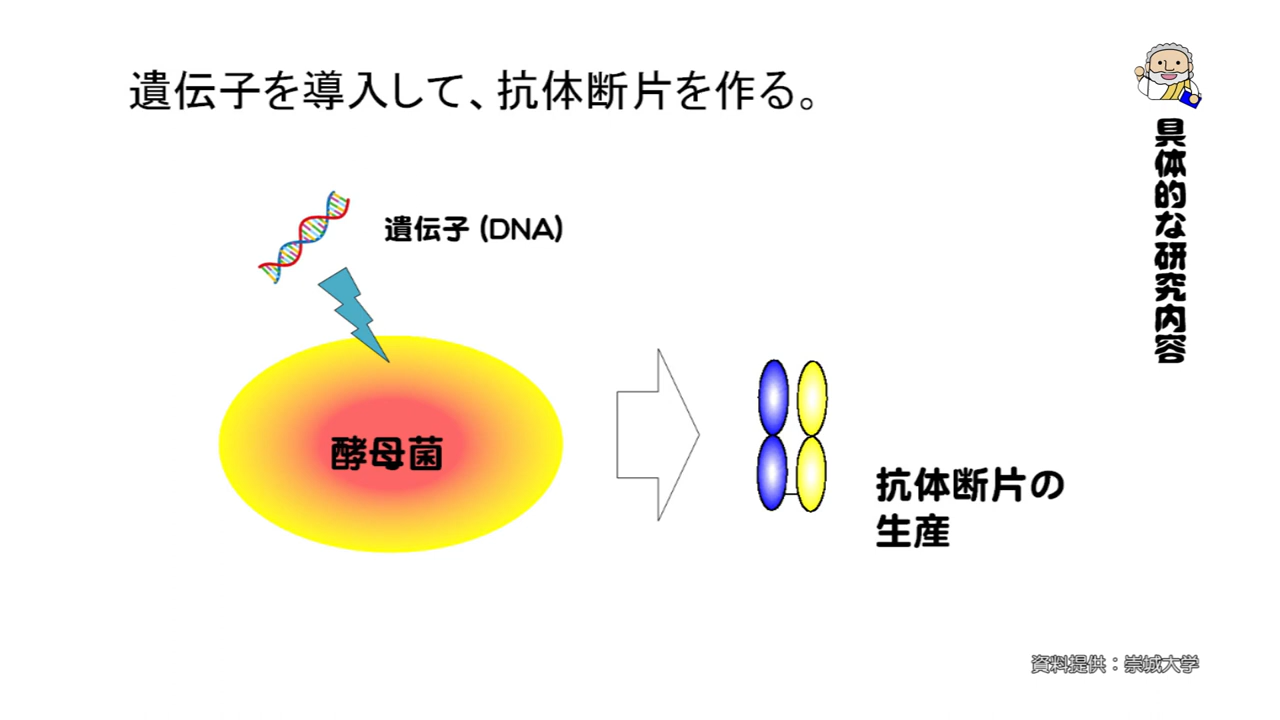 遺伝子を導入して、抗体断片を作る。
具体的な研究内容
遺伝子(DNA)
酵母菌
抗体断片の
生産
資料提供：崇城大学